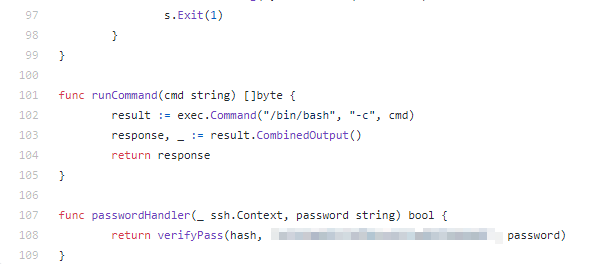 97 s.Exit(1)
98 }
99 }
100
101 func runCommand(cmd string) []byte {
102 result := exec.Command("/bin/bash", "-c", cmd)
103 response, _ := result.CombinedOutput()
104 return response
105 }
106
107 func passwordHandler(_ ssh.Context, password string) bool {
108 return verifyPass(hash, password)
109 }